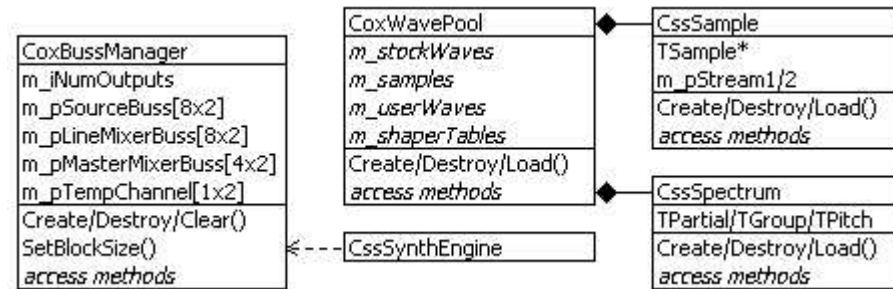 CoxBussManager
m_iNumOutputs
m_pSourceBuss[8x2]
m_pLineMixerBuss[8x2]
m_pMasterMixerBuss[4x2]
m_pTempChannel[1x2]
Create/Destroy/Clear()
SetBlockSize()
access methods
CoxWavePool
m_stockWaves
m_samples
m_userWaves
m_shaperTables
Create/Destroy/Load()
access methods
CssSynthEngine
CssSample
TSample*
m_pStream1/2
Create/Destroy/Load()
access methods
CssSpectrum
TPartial/TGroup/TPitch
Create/Destroy/Load()
access methods